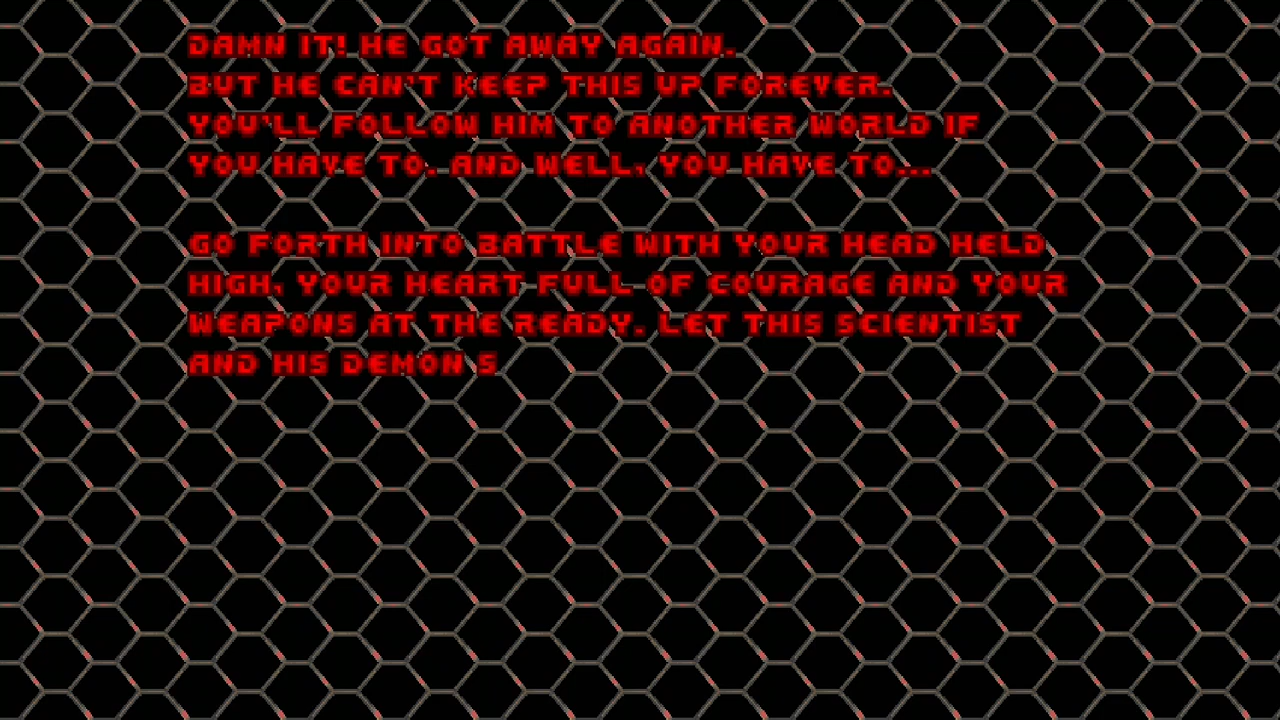 DAMN IT! HE GOT AWAY AGAIN.
BUT HE CAN'T KEEP THIS UP FOREVER.
YOU'LL FOLLOW HIM TO ANOTHER WORLD IF
YOU HAVE TO. AND WELL, YOU HAVE TO...
GO FORTH INTO BATTLE WITH YOUR HEAD HELD
HIGH, YOUR HEART FULL OF COURAGE AND YOUR
WEAPONS AT THE READY. LET THIS SCIENTIST
AND HIS DEMON S